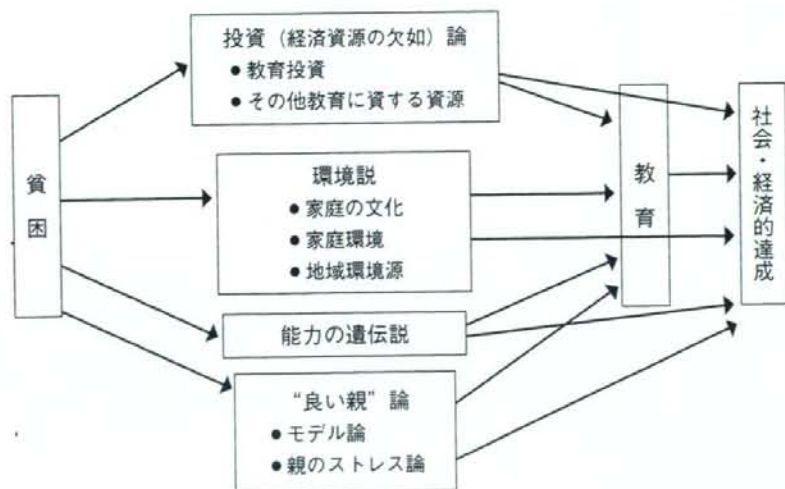 貧困
投資（経済資源の欠如）論
● 教育投資
● その他教育に資する資源
環境説
● 家庭の文化
● 家庭環境
● 地域環境源
能力の遺伝説
“良い親”論
● モデル論
● 親のストレス論
教育
社会・経済的達成